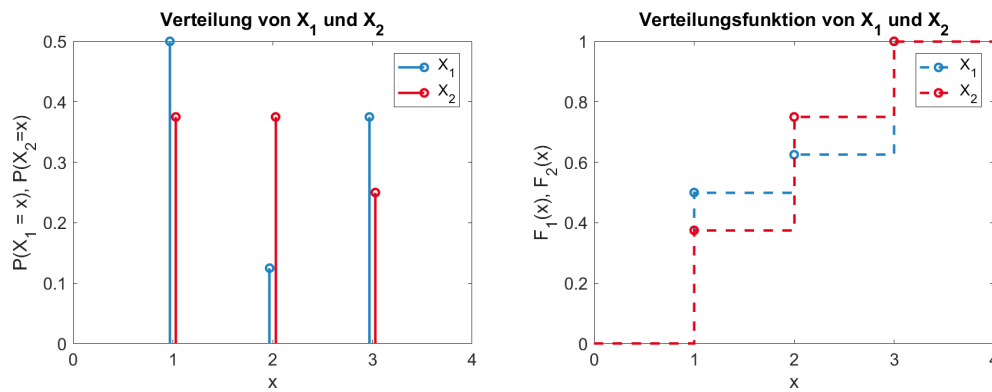 Verteilung von X1 und X2
P(X1 = x), P(X2=x)
0.5
0.4
0.3
0.2
0.1
0
0
1
2
3
4
x
X1
X2
Verteilungsfunktion von X1 und X2
F1(x), F2(x)
1
0.8
0.6
0.4
0.2
0
0
1
2
3
4
x
X1
X2